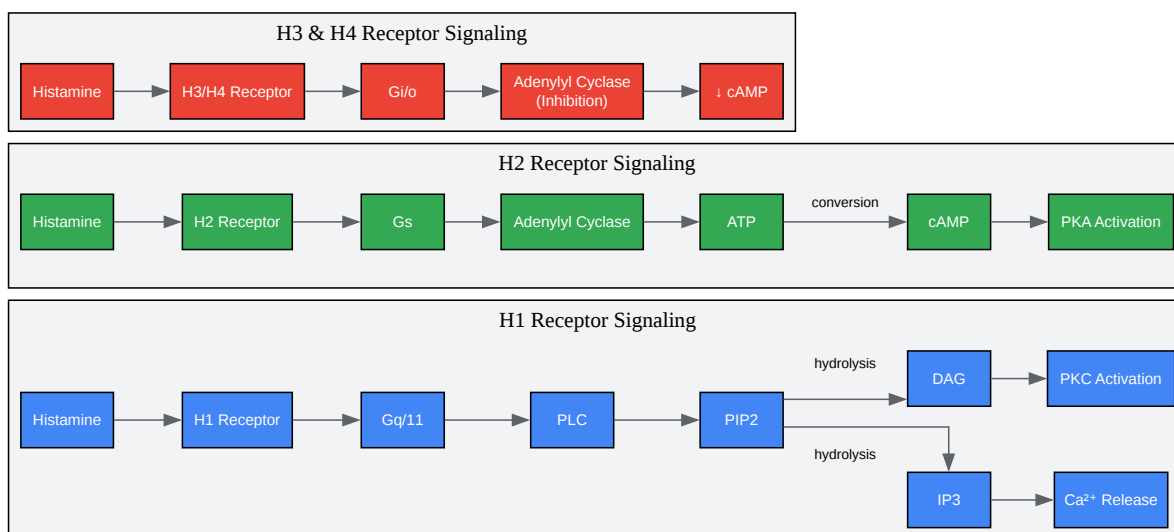 H3 & H4 Receptor Signaling
Histamine
H3/H4 Receptor
Gi/o
Adenylyl Cyclase
(Inhibition)
↓ cAMP
H2 Receptor Signaling
Histamine
H2 Receptor
Gs
Adenylyl Cyclase
ATP
conversion
cAMP
PKA Activation
H1 Receptor Signaling
Histamine
H1 Receptor
Gq/11
PLC
PIP2
hydrolysis
DAG
PKC Activation
hydrolysis
IP3
Ca²⁺ Release